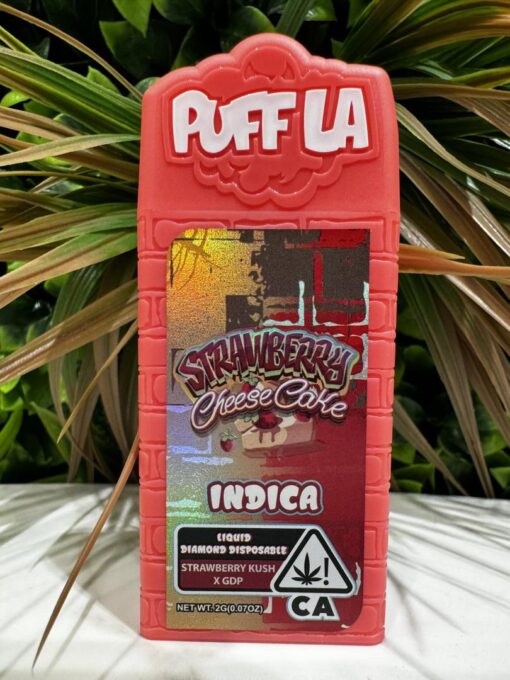 PUFF LA
STRAWBERRY
Cheese Cake
INDICA
LIQUID
DIAMOND DISPOSABLE
STRAWBERRY KUSH
X GDP
!
CA
NET WT. 2G(0.07OZ)